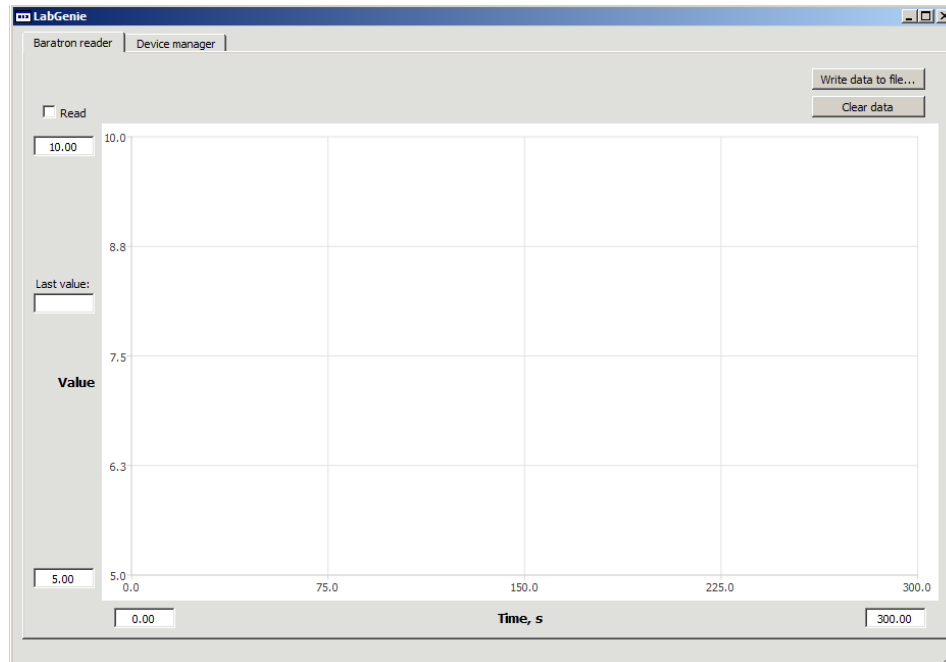 LabGenie
Baratron reader Device manager
Write data to file...
Read
Clear data
10.00
10.0
8.8
Last value:
7.5
Value
6.3
5.00
5.0
0.0 75.0 150.0 225.0 300.0
0.00 Time, s 300.00